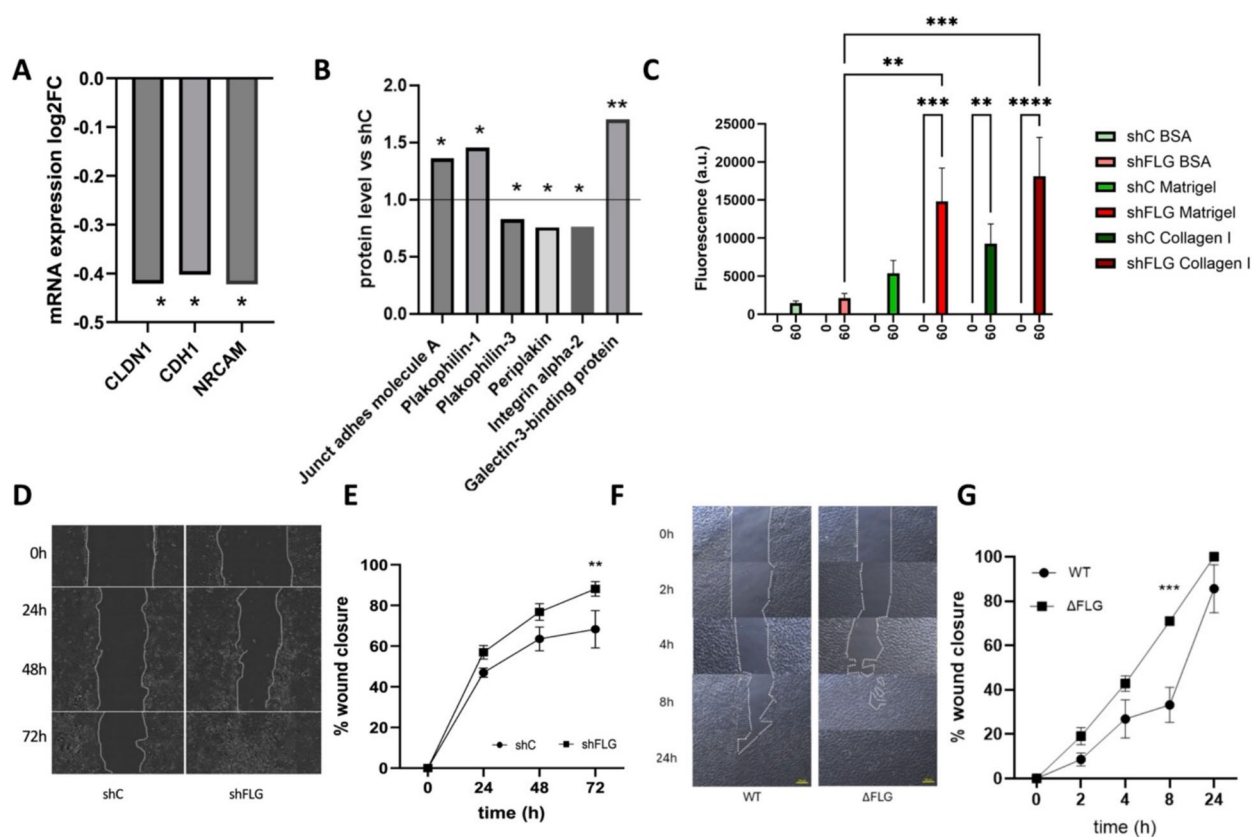 A
mRNA expression log2FC
0.0
-0.1
-0.2
-0.3
-0.4
-0.5
* * *
CLDN1
CDH1
NRCAM
B
protein level vs shC
2.0
1.5
1.0
0.5
0.0
*
*
*
*
*
**
Junct adhes molecule A
Plakophilin-1
Plakophilin-3
Periplakin
Integrin alpha-2
Galectin-3-binding protein
C
***
**
*** ** ****
Fluorescence (a.u.)
25000
20000
15000
10000
5000
0
0 60 0 60 0 60 0 60 0 60 0 60
shC BSA
shFLG BSA
shC Matrigel
shFLG Matrigel
shC Collagen I
shFLG Collagen I
D
0h
24h
48h
72h
shC shFLG
E
% wound closure
100
80
60
40
20
0
**
shC shFLG
0 24 48 72
time (h)
F
0h
2h
4h
8h
24h
WT ΔFLG
G
% wound closure
100
80
60
40
20
0
WT
ΔFLG
***
0 2 4 8 24
time (h)